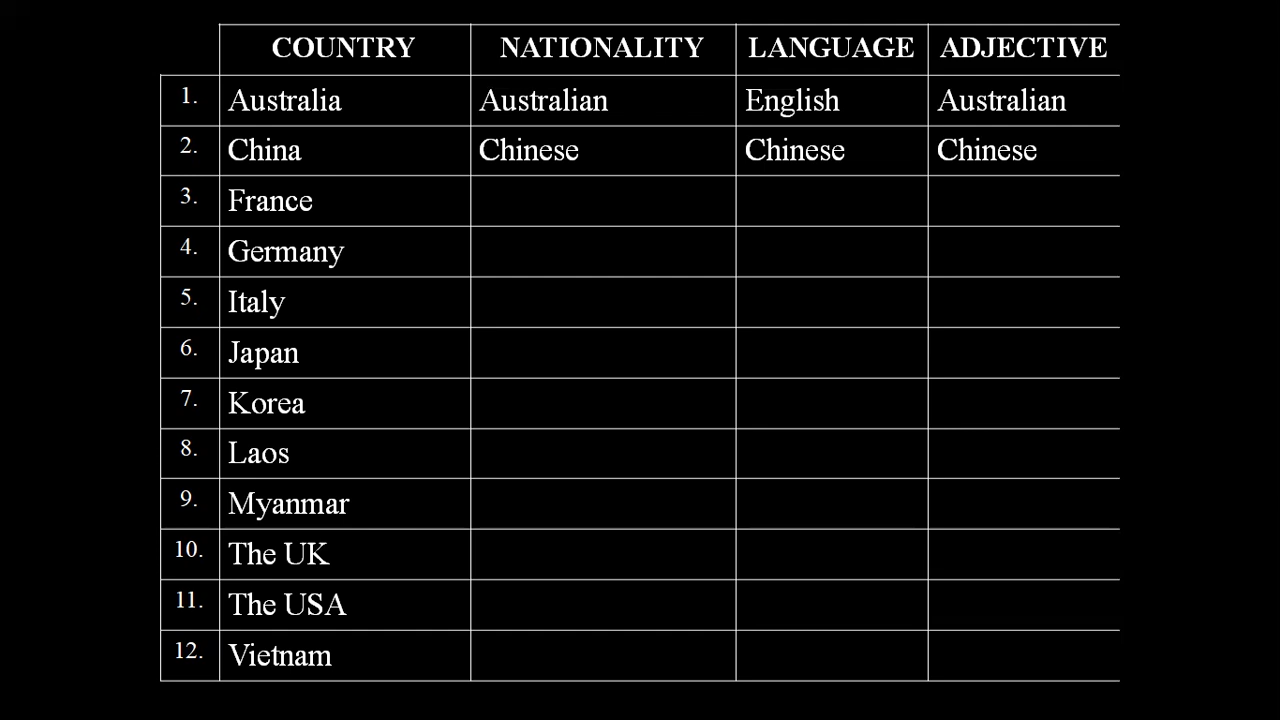 COUNTRY NATIONALITY LANGUAGE ADJECTIVE
1. Australia Australian English Australian
2. China Chinese Chinese Chinese
3. France
4. Germany
5. Italy
6. Japan
7. Korea
8. Laos
9. Myanmar
10. The UK
11. The USA
12. Vietnam